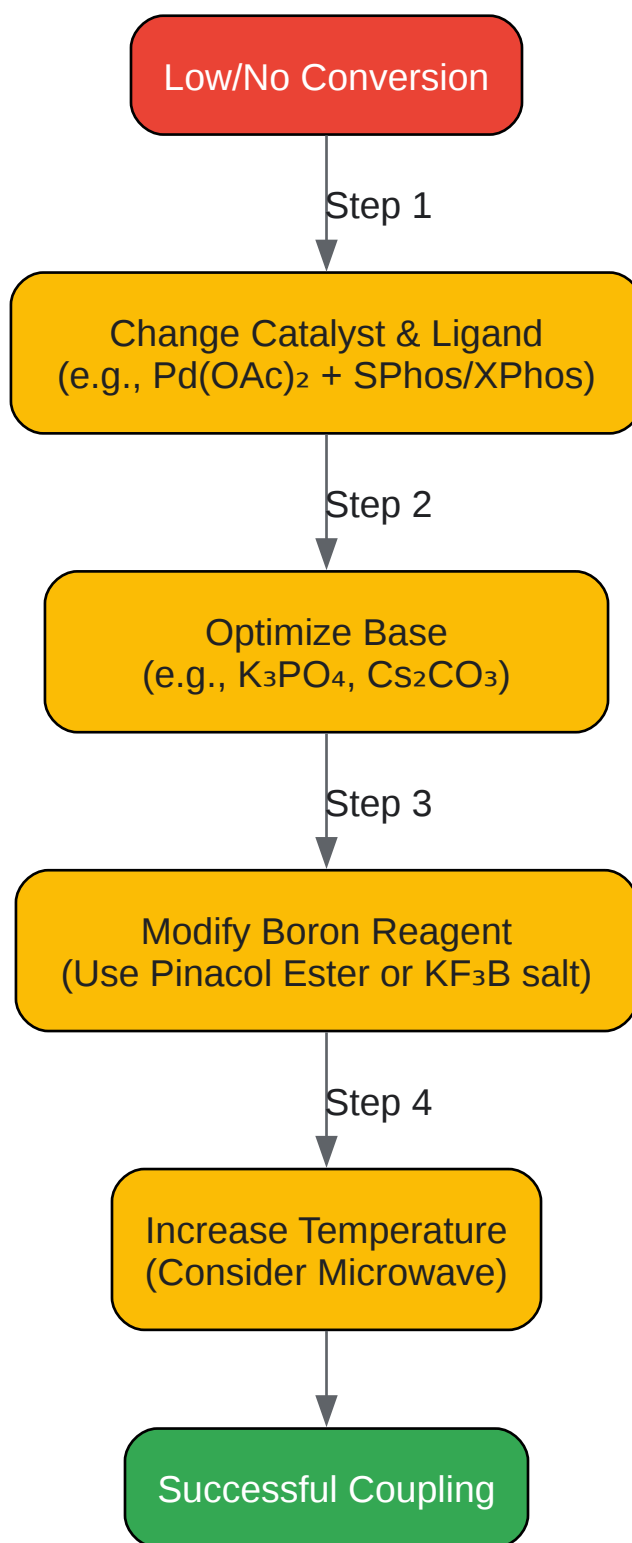 Low/No Conversion
Step 1
Change Catalyst & Ligand
(e.g., Pd(OAc)₂ + SPhos/XPhos)
Step 2
Optimize Base
(e.g., K₃PO₄, Cs₂CO₃)
Step 3
Modify Boron Reagent
(Use Pinacol Ester or KF₃B salt)
Step 4
Increase Temperature
(Consider Microwave)
Successful Coupling